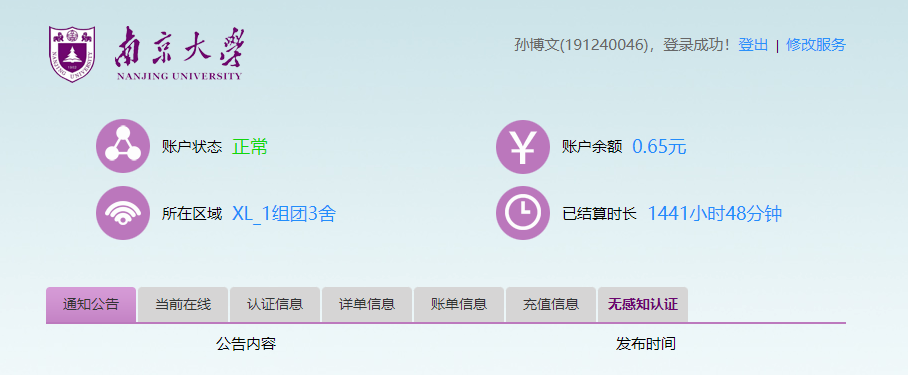 南京大學
NANJING UNIVERSITY
孙博文(191240046)，登录成功！登出 | 修改服务
账户状态 正常
账户余额 0.65元
所在区域 XL_1组团3舍
已结算时长 1441小时48分钟
通知公告 当前在线 认证信息 详单信息 账单信息 充值信息 无感知认证
公告内容 发布时间